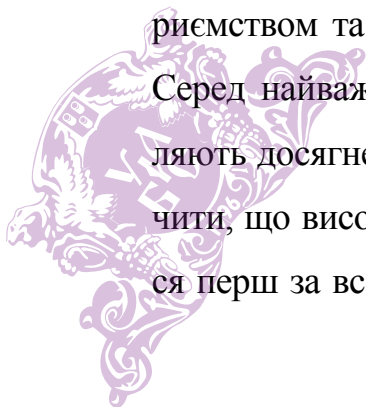 риємством та
Серед найваж
ляють досягне
чити, що висо
ся перш за вс